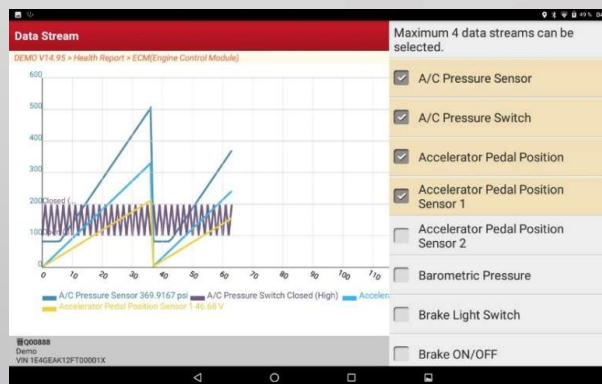 49%
Data Stream
Maximum 4 data streams can be
selected.
DEMO V14.95 > Health Report > ECM(Engine Control Module)
A/C Pressure Sensor
A/C Pressure Switch
Accelerator Pedal Position
Accelerator Pedal Position
Sensor 1
Accelerator Pedal Position
Sensor 2
Barometric Pressure
Brake Light Switch
Brake ON/OFF
600
500
400
300
200
Closed (
100
0
0 10 20 30 40 50 60 70 80 90 100 110
A/C Pressure Sensor 369.9167 psi A/C Pressure Switch Closed (High) Acceler
Accelerator Pedal Position Sensor 1 46.68 V
Q00888
Demo
VIN 1E4GEAK12FT00001X